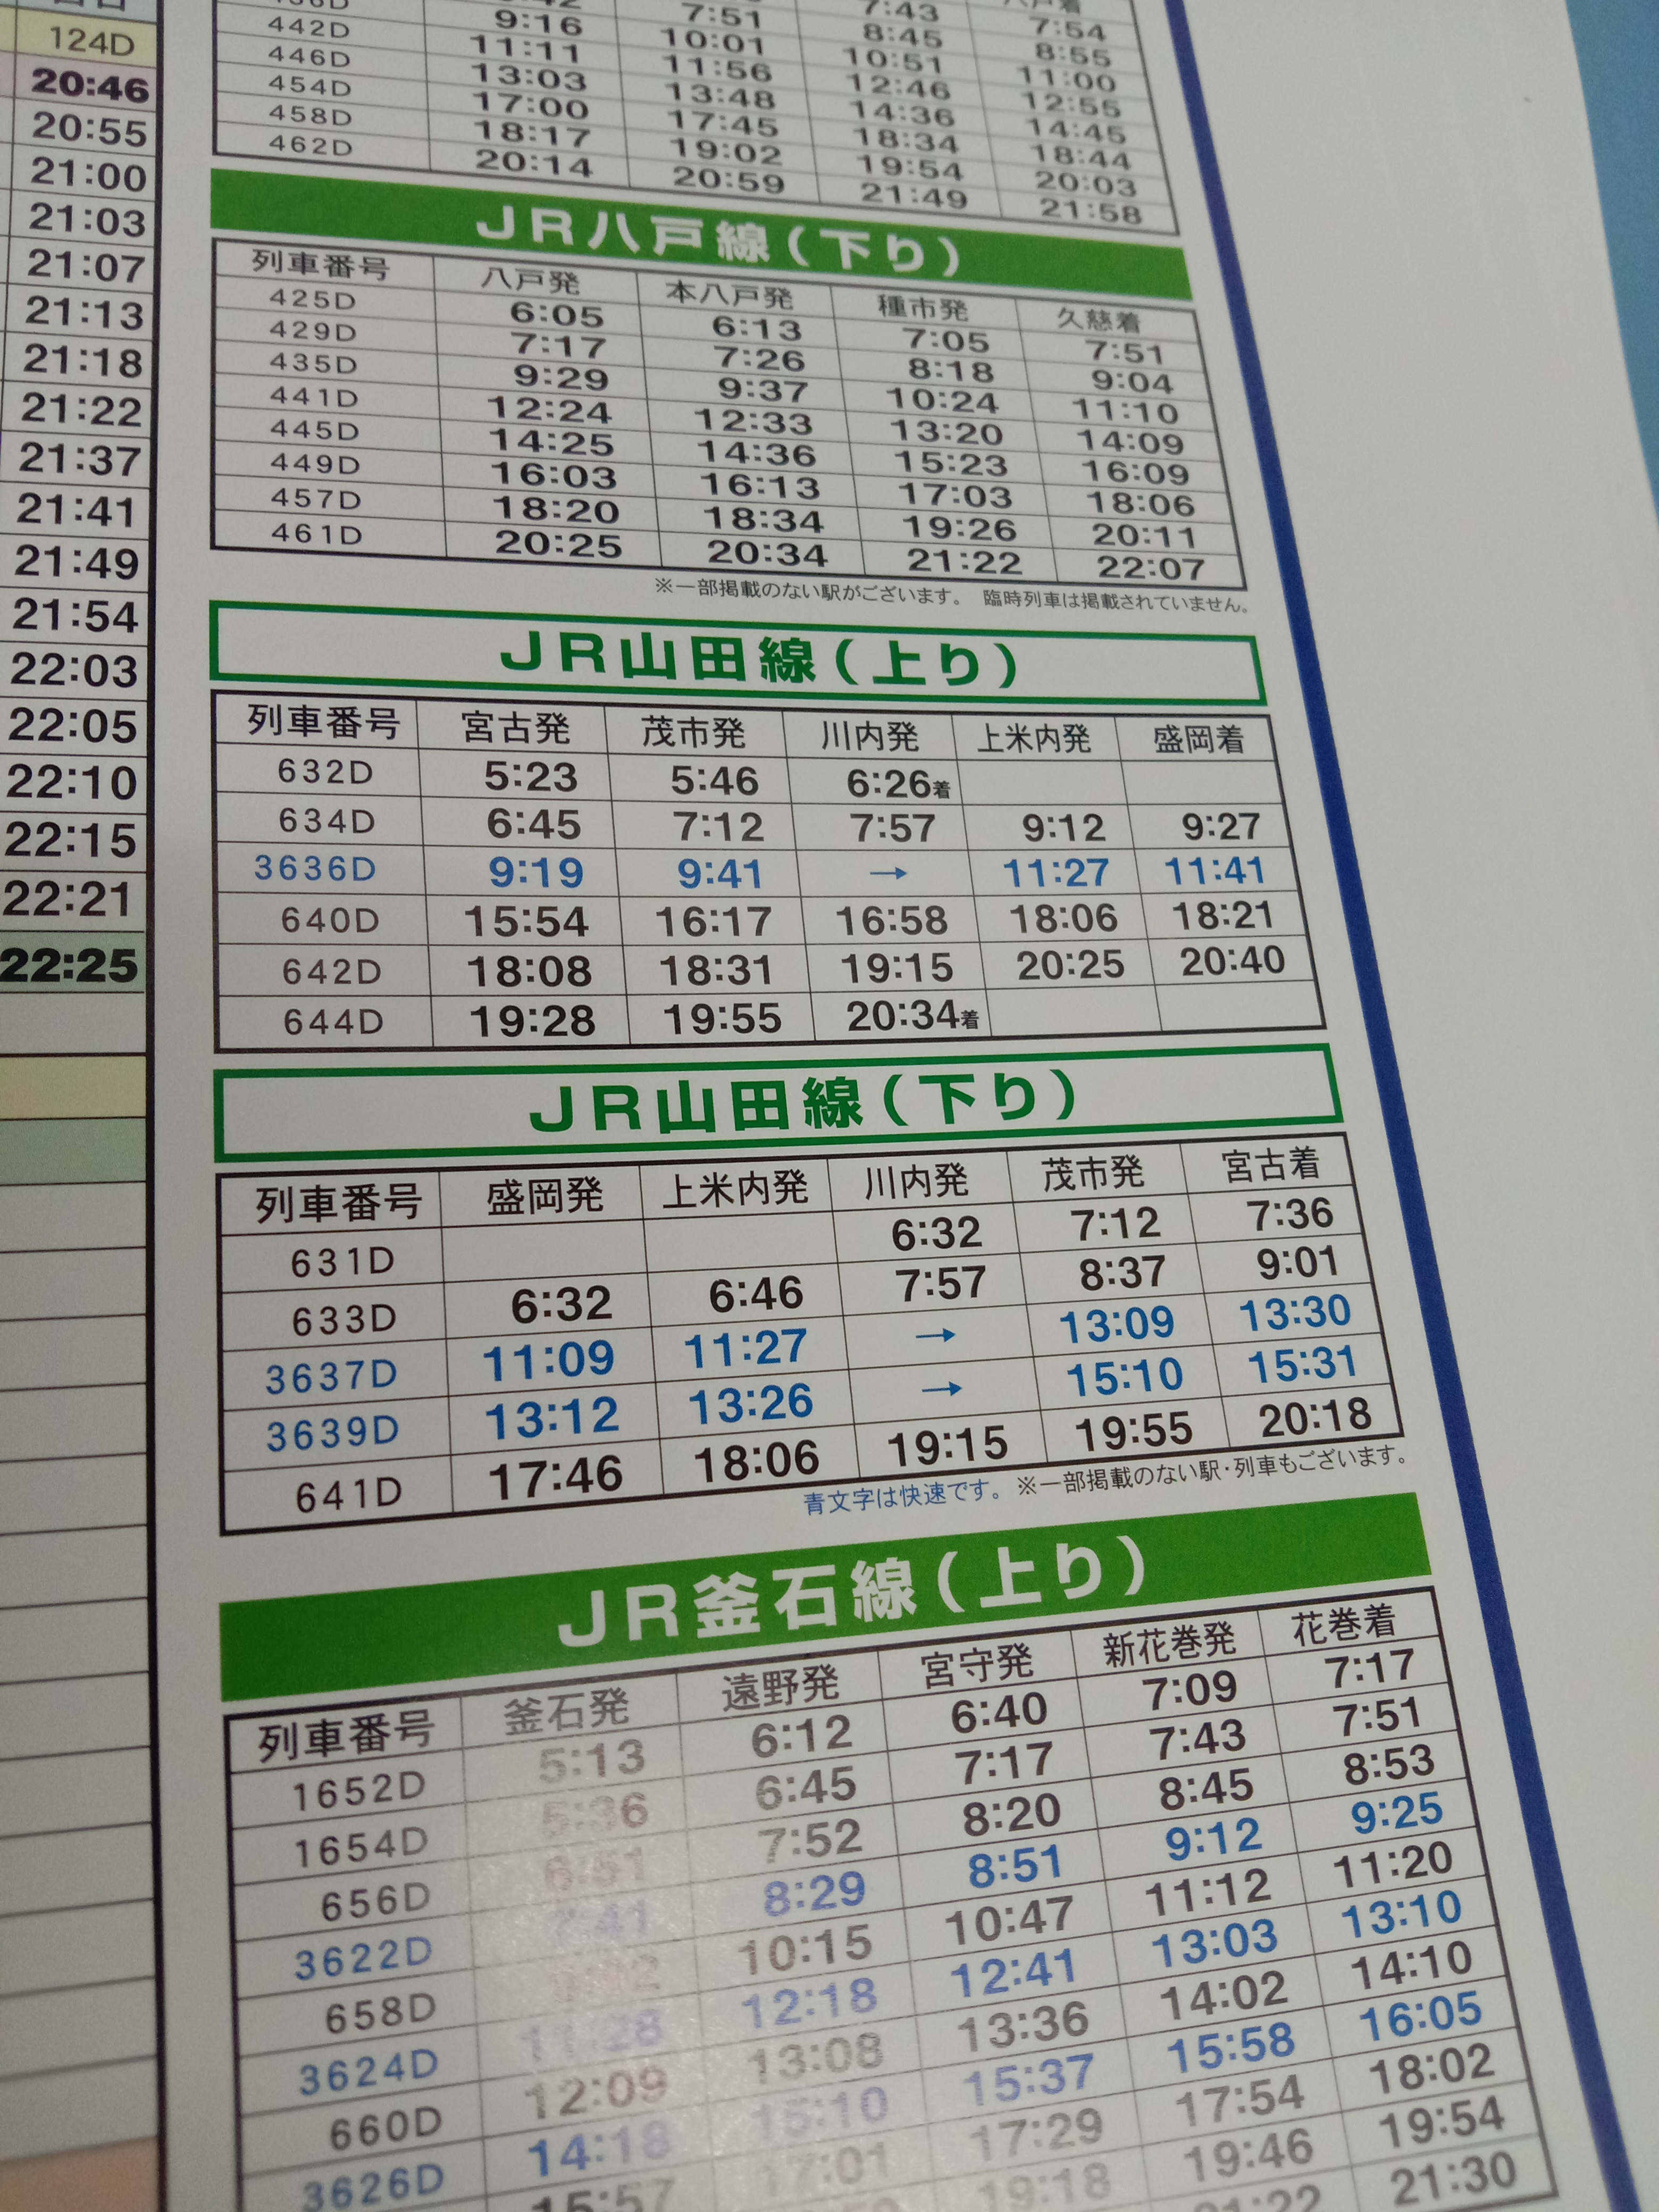 124D
20:46
20:55
21:00
21:03
21:07
21:13
21:18
21:22
21:37
21:41
21:49
21:54
22:03
22:05
22:10
22:15
22:21
22:25
7:51 7:43 7:54
442D 9:16 10:01 8:45 8:55
446D 11:11 11:56 10:51 11:00
454D 13:03 13:48 12:46 12:55
458D 17:00 17:45 14:36 14:45
462D 18:17 19:02 18:34 18:44
20:14 20:59 19:54 20:03
21:49 21:58
JR八戸線(下り)
列車番号 八戸発 本八戸発 種市発 久慈着
425D 6:05 6:13 7:05 7:51
429D 7:17 7:26 8:18 9:04
435D 9:29 9:37 10:24 11:10
441D 12:24 12:33 13:20 14:09
445D 14:25 14:36 15:23 16:09
449D 16:03 16:13 17:03 18:06
457D 18:20 18:34 19:26 20:11
461D 20:25 20:34 21:22 22:07
※一部掲載のない駅がございます。 臨時列車は掲載されていません。
JR山田線(上り)
列車番号 宮古発 茂市発 川内発 上米内発 盛岡着
632D 5:23 5:46 6:26着
634D 6:45 7:12 7:57 9:12 9:27
3636D 9:19 9:41 → 11:27 11:41
640D 15:54 16:17 16:58 18:06 18:21
642D 18:08 18:31 19:15 20:25 20:40
644D 19:28 19:55 20:34着
JR山田線(下り)
列車番号 盛岡発 上米内発 川内発 茂市発 宮古着
631D 6:32 7:12 7:36
633D 6:32 6:46 7:57 8:37 9:01
3637D 11:09 11:27 → 13:09 13:30
3639D 13:12 13:26 → 15:10 15:31
641D 17:46 18:06 19:15 19:55 20:18
青文字は快速です。 ※一部掲載のない駅・列車もございます。
JR釜石線(上り)
列車番号 釜石発 遠野発 宮守発 新花巻発 花巻着
1652D 5:13 6:12 6:40 7:09 7:17
1654D 5:36 6:45 7:17 7:43 7:51
656D 6:51 7:52 8:20 8:45 8:53
3622D 8:29 8:51 9:12 9:25
658D 10:15 10:47 11:12 11:20
3624D 11:28 12:18 12:41 13:03 13:10
660D 12:09 13:08 13:36 14:02 14:10
3626D 14:18 15:10 15:37 15:58 16:05
15:57 17:01 17:29 17:54 18:02
19:18 19:46 19:54
21:22 21:30